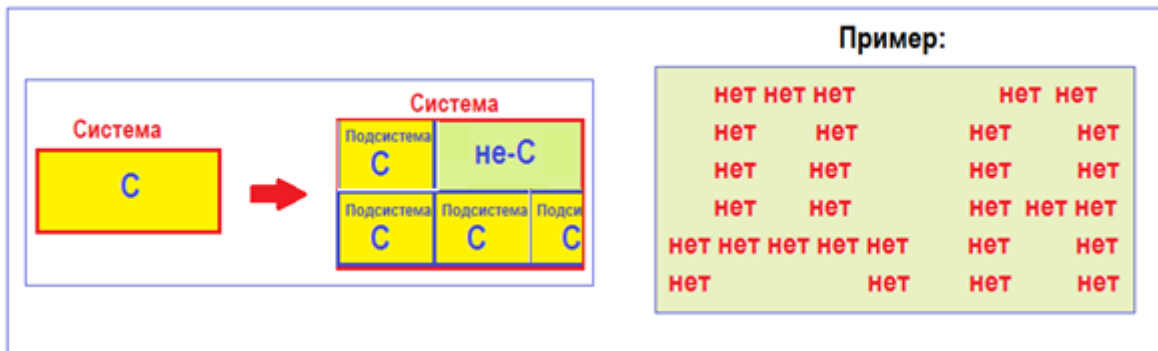 Пример:
Система
С
Система
Подсистема
С
не-С
Подсистема
С
Подсистема
С
Подси
С
нет нет нет нет нет
нет нет нет нет
нет нет нет нет
нет нет нет нет нет
нет нет нет нет нет нет нет
нет нет нет нет